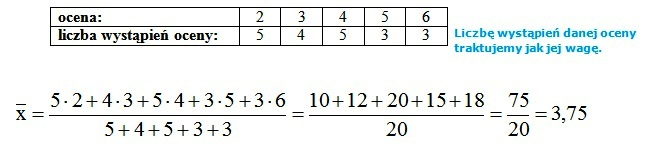 ocena: 2 3 4 5 6
liczba wystąpień oceny: 5 4 5 3 3
Liczbę wystąpień danej oceny
traktujemy jak jej wagę.
x̅ = (5·2+4·3+5·4+3·5+3·6)/(5+4+5+3+3) = (10+12+20+15+18)/20 = 75/20 = 3,75